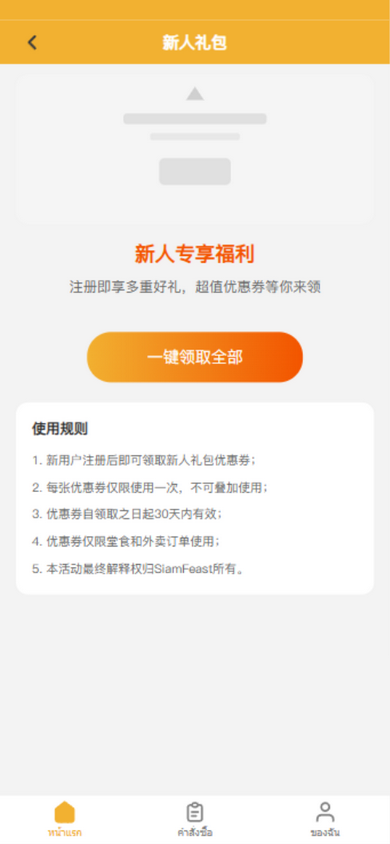 新人礼包
新人专享福利
注册即享多重好礼，超值优惠券等你来领
一键领取全部
使用规则
1. 新用户注册后即可领取新人礼包优惠券；
2. 每张优惠券仅限使用一次，不可叠加使用；
3. 优惠券自领取之日起30天内有效；
4. 优惠券仅限堂食和外卖订单使用；
5. 本活动最终解释权归SiamFeast所有。
หน้าแรก
คำสั่งซื้อ
ของฉัน